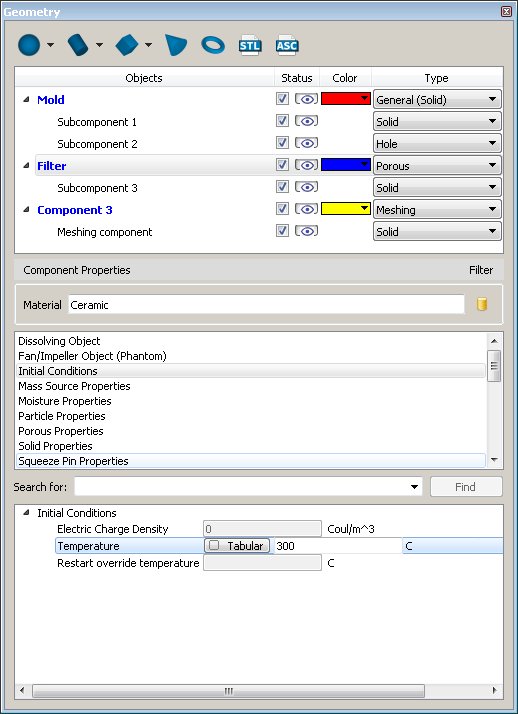 Geometry
STL ASC
Objects Status Color Type
Mold General (Solid)
Subcomponent 1 Solid
Subcomponent 2 Hole
Filter Porous
Subcomponent 3 Solid
Component 3 Meshing
Meshing component Solid
Component Properties Filter
Material Ceramic
Dissolving Object
Fan/Impeller Object (Phantom)
Initial Conditions
Mass Source Properties
Moisture Properties
Particle Properties
Porous Properties
Solid Properties
Squeeze Pin Properties
Search for: Find
Initial Conditions
Electric Charge Density 0 Coul/m^3
Temperature Tabular 300 C
Restart override temperature C